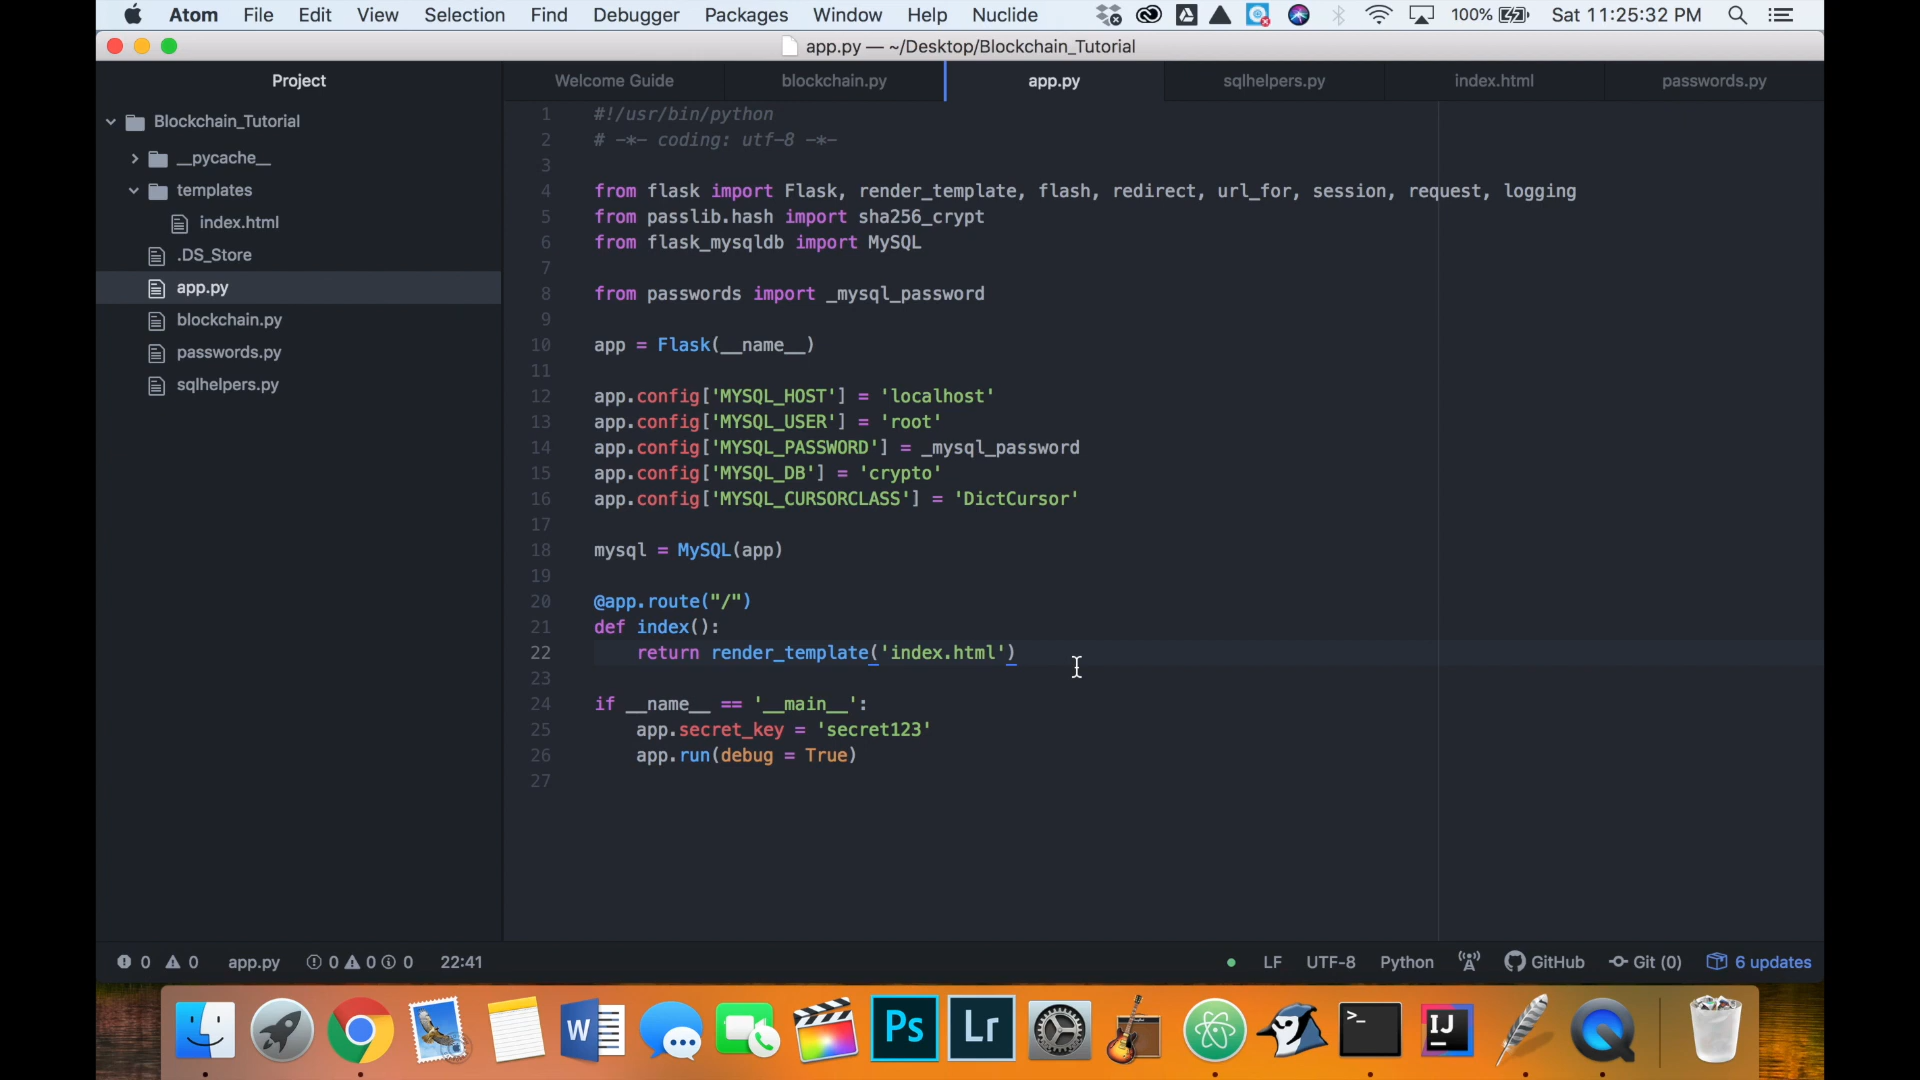 Atom File Edit View Selection Find Debugger Packages Window Help Nuclide 100% Sat 11:25:32 PM
app.py — ~/Desktop/Blockchain_Tutorial
Project
Welcome Guide blockchain.py app.py sqlhelpers.py index.html passwords.py
Blockchain_Tutorial
__pycache__
templates
index.html
.DS_Store
app.py
blockchain.py
passwords.py
sqlhelpers.py
1 #!/usr/bin/python
2 # -*- coding: utf-8 -*-
3
4 from flask import Flask, render_template, flash, redirect, url_for, session, request, logging
5 from passlib.hash import sha256_crypt
6 from flask_mysqldb import MySQL
7
8 from passwords import _mysql_password
9
10 app = Flask(__name__)
11
12 app.config['MYSQL_HOST'] = 'localhost'
13 app.config['MYSQL_USER'] = 'root'
14 app.config['MYSQL_PASSWORD'] = _mysql_password
15 app.config['MYSQL_DB'] = 'crypto'
16 app.config['MYSQL_CURSORCLASS'] = 'DictCursor'
17
18 mysql = MySQL(app)
19
20 @app.route("/")
21 def index():
22 return render_template('index.html')
23
24 if __name__ == '__main__':
25 app.secret_key = 'secret123'
26 app.run(debug = True)
27
0 0 app.py 0 0 0 22:41 LF UTF-8 Python GitHub Git (0) 6 updates
W Ps Lr >_ IJ